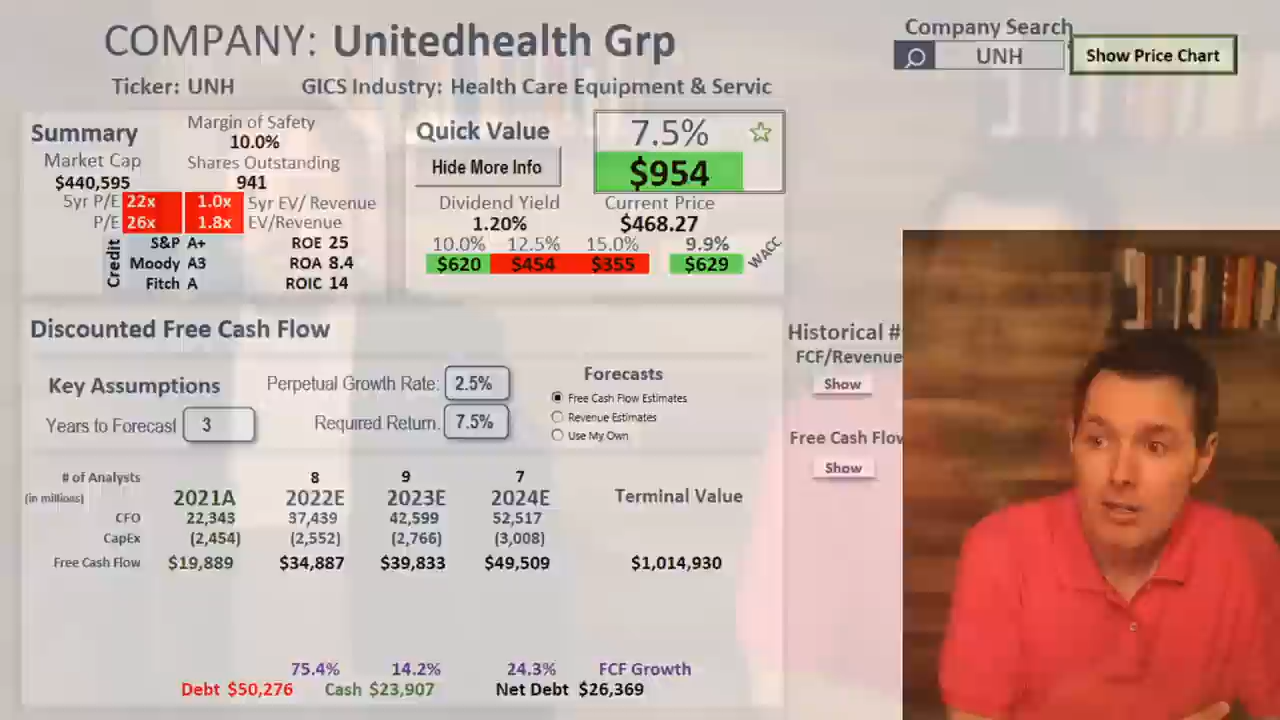 COMPANY: Unitedhealth Grp
Company Search
UNH
Show Price Chart
Ticker: UNH
GICS Industry: Health Care Equipment & Servic
Summary
Margin of Safety
10.0%
Market Cap
Shares Outstanding
$440,595
941
5yr P/E 22x 1.0x 5yr EV/ Revenue
P/E 26x 1.8x EV/Revenue
Credit
S&P A+ ROE 25
Moody A3 ROA 8.4
Fitch A ROIC 14
Quick Value
7.5%
Hide More Info
$954
Dividend Yield
Current Price
1.20%
$468.27
10.0% 12.5% 15.0% 9.9%
$620 $454 $355 $629
WACC
Discounted Free Cash Flow
Key Assumptions
Perpetual Growth Rate: 2.5%
Years to Forecast 3
Required Return. 7.5%
Forecasts
Free Cash Flow Estimates
Revenue Estimates
Use My Own
Historical #
FCF/Revenue
Show
Free Cash Flow
Show
# of Analysts 8 9 7
(in millions) 2021A 2022E 2023E 2024E Terminal Value
CFO 22,343 37,439 42,599 52,517
CapEx (2,454) (2,552) (2,766) (3,008)
Free Cash Flow $19,889 $34,887 $39,833 $49,509 $1,014,930
75.4% 14.2% 24.3% FCF Growth
Debt $50,276 Cash $23,907 Net Debt $26,369